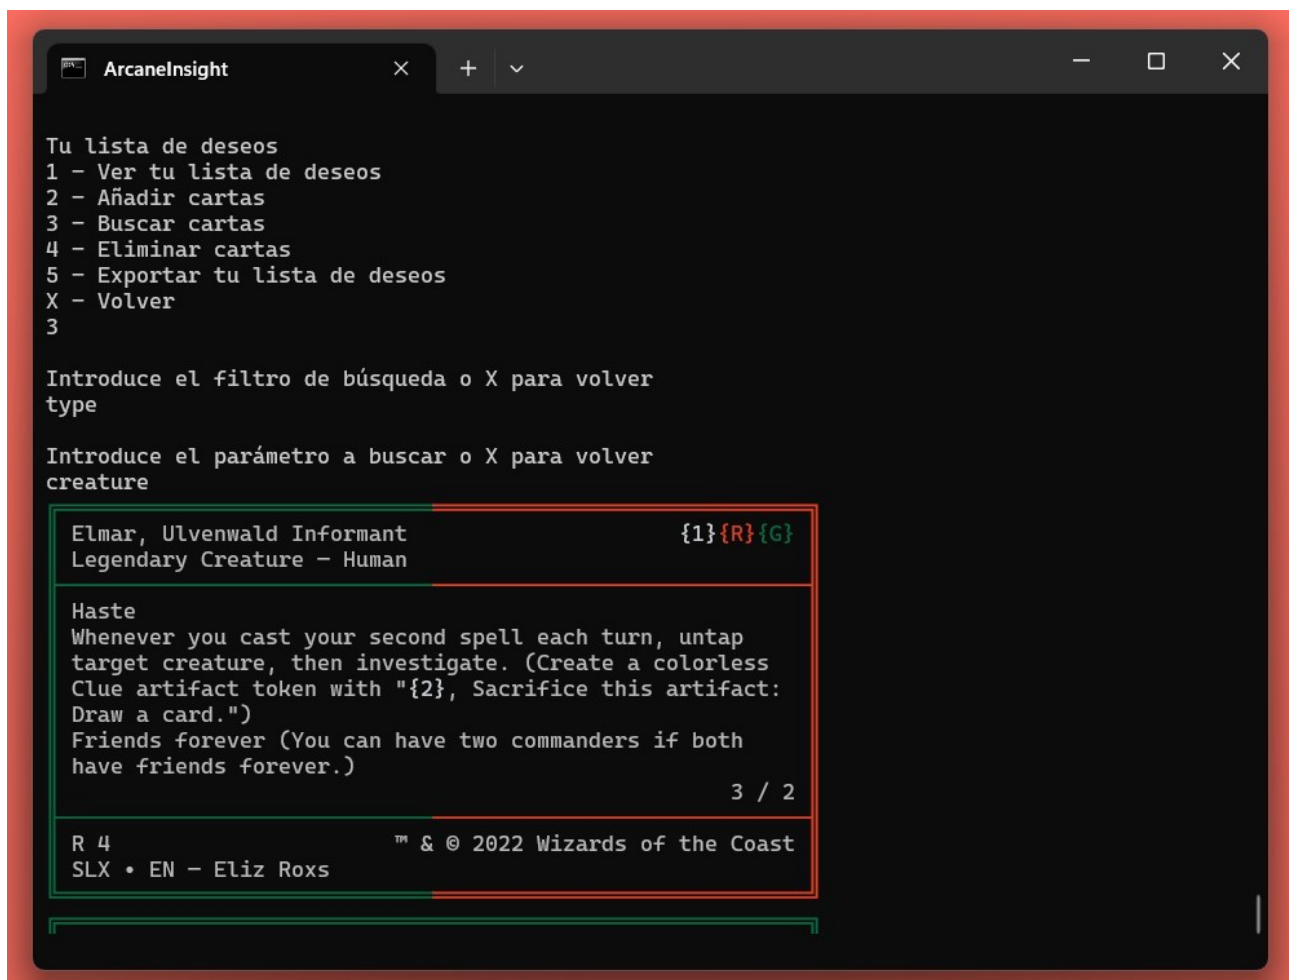 ArcaneInsight
Tu lista de deseos
1 – Ver tu lista de deseos
2 – Añadir cartas
3 – Buscar cartas
4 – Eliminar cartas
5 – Exportar tu lista de deseos
X – Volver
3
Introduce el filtro de búsqueda o X para volver
type
Introduce el parámetro a buscar o X para volver
creature
Elmar, Ulvenwald Informant {1}{R}{G}
Legendary Creature — Human
Haste
Whenever you cast your second spell each turn, untap
target creature, then investigate. (Create a colorless
Clue artifact token with "{2}, Sacrifice this artifact:
Draw a card.")
Friends forever (You can have two commanders if both
have friends forever.)
3 / 2
R 4 ™ & © 2022 Wizards of the Coast
SLX • EN — Eliz Roxs